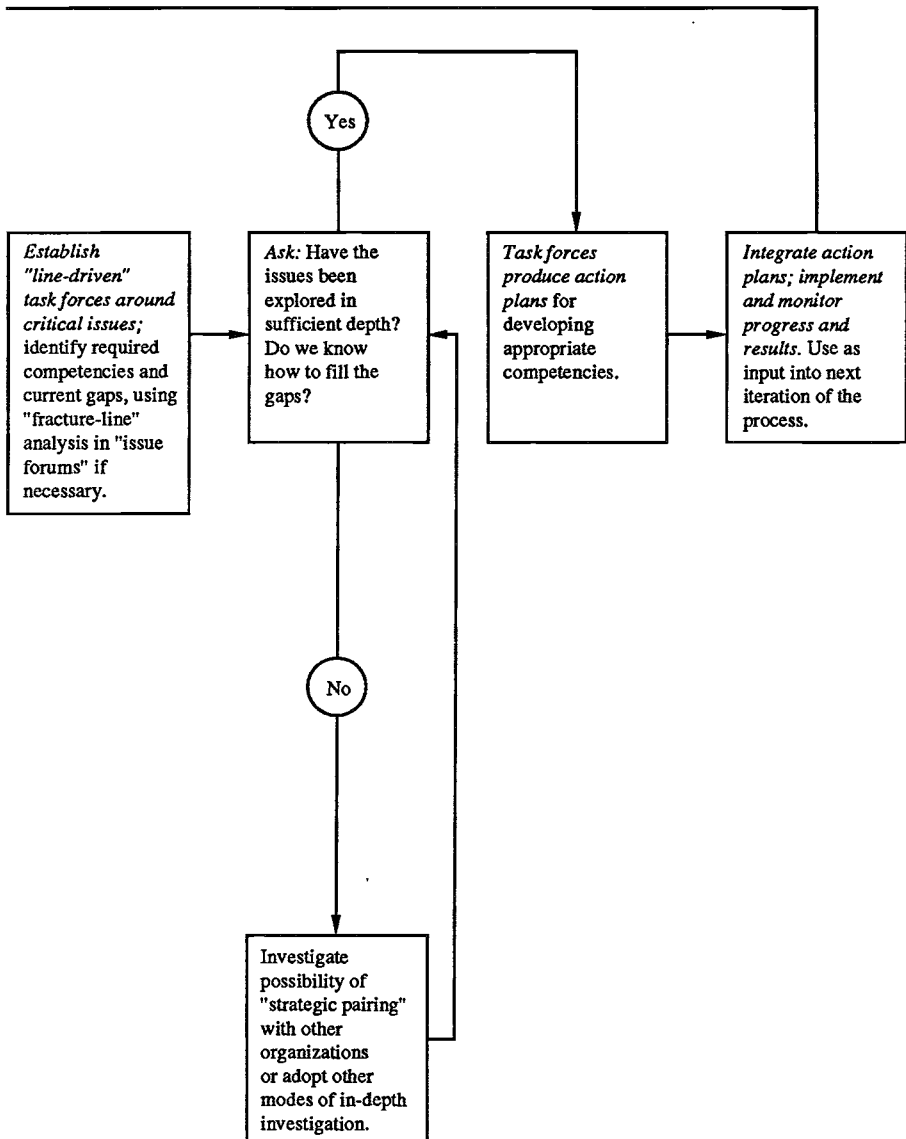 Yes
Establish
"line-driven"
task forces around
critical issues;
identify required
competencies and
current gaps, using
"fracture-line"
analysis in "issue
forums" if
necessary.
Ask: Have the
issues been
explored in
sufficient depth?
Do we know
how to fill the
gaps?
Task forces
produce action
plans for
developing
appropriate
competencies.
Integrate action
plans; implement
and monitor
progress and
results. Use as
input into next
iteration of the
process.
No
Investigate
possibility of
"strategic pairing"
with other
organizations
or adopt other
modes of in-depth
investigation.